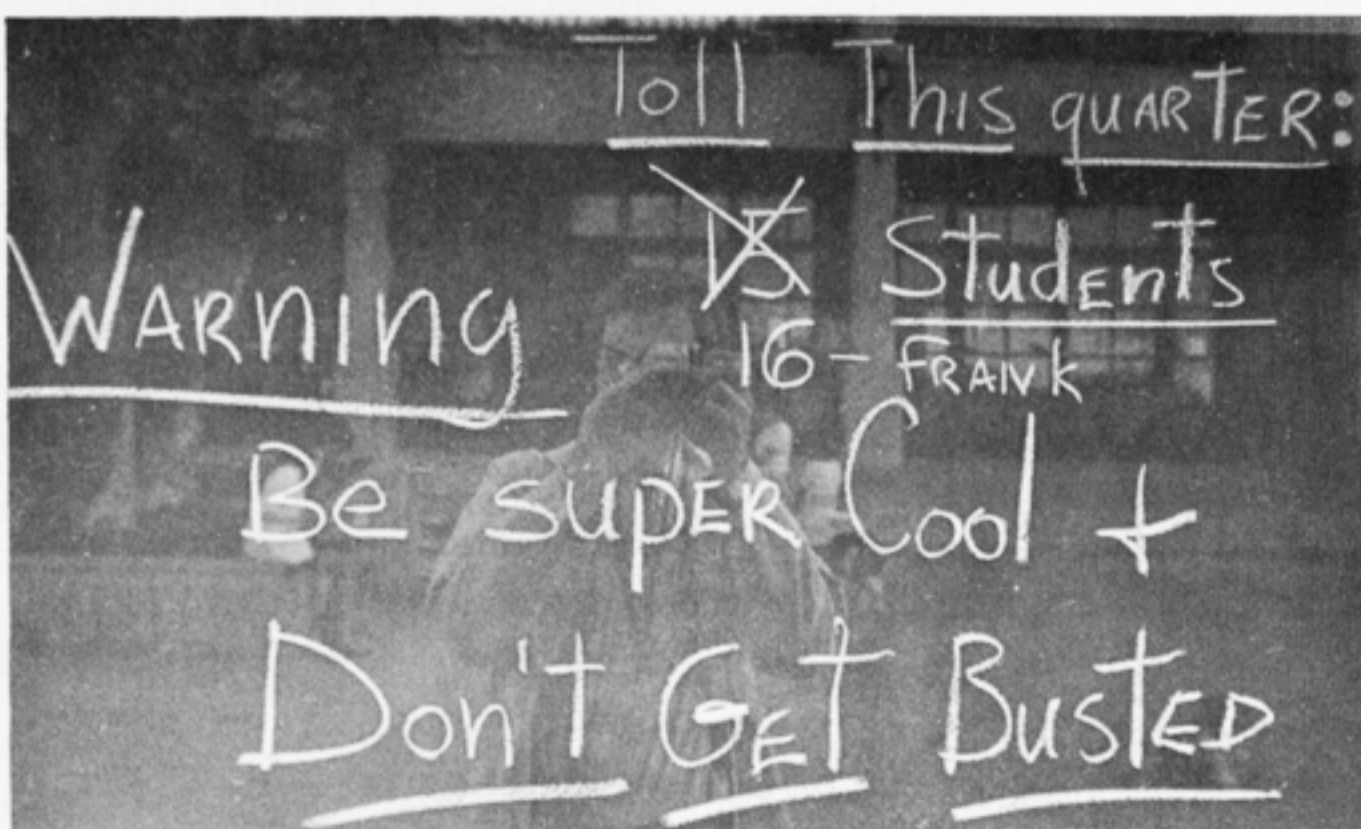 Toll This quarter:
15 Students
16 - Frank
Warning
Be super Cool +
Don't Get Busted